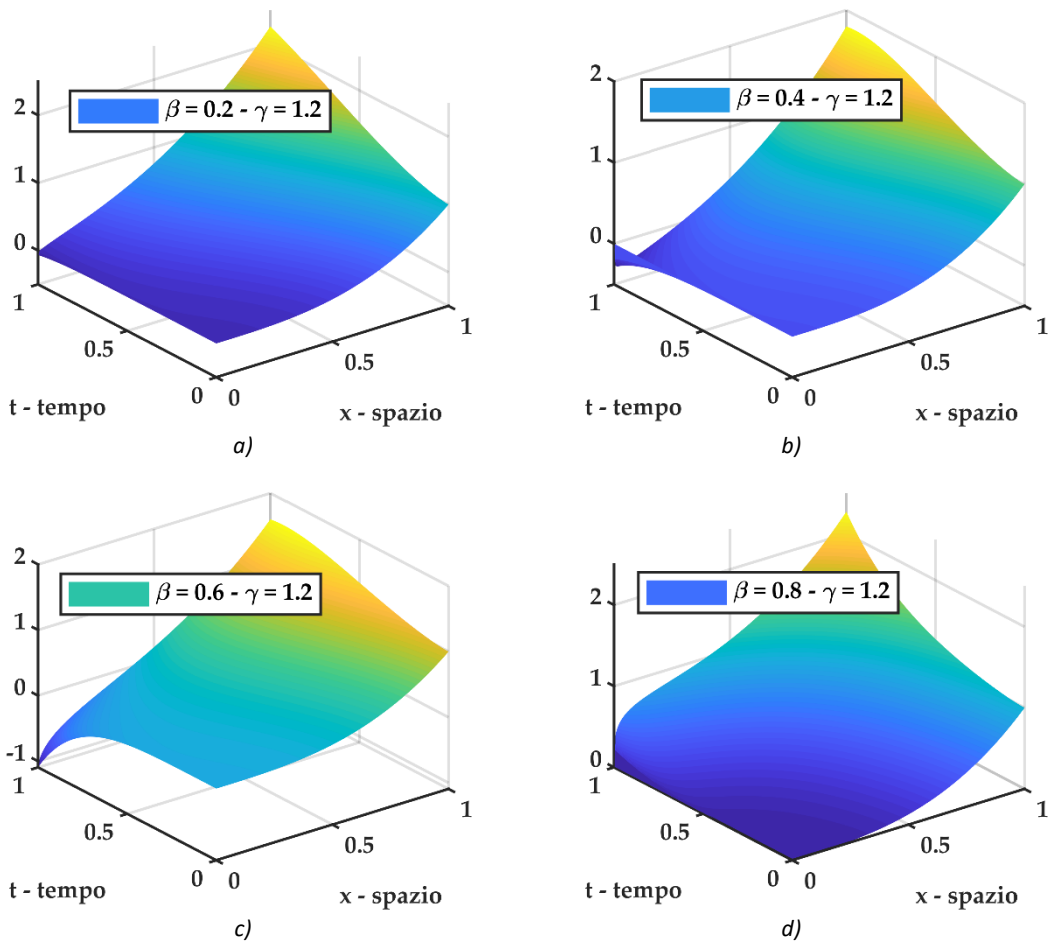 β = 0.2 - γ = 1.2
2
1
0
1
0.5
0
t - tempo
0
0.5
1
x - spazio
a)
β = 0.4 - γ = 1.2
2
1
0
1
0.5
0
t - tempo
0
0.5
1
x - spazio
b)
β = 0.6 - γ = 1.2
2
1
0
-1
1
0.5
0
t - tempo
0
0.5
1
x - spazio
c)
β = 0.8 - γ = 1.2
2
1
0
1
0.5
0
t - tempo
0
0.5
1
x - spazio
d)